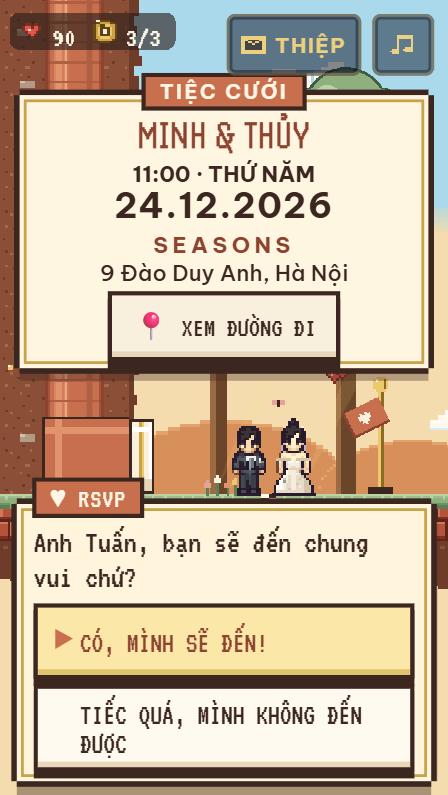 90
3/3
THIỆP
TIỆC CƯỚI
MINH & THỦY
11:00 · THỨ NĂM
24.12.2026
SEASONS
9 Đào Duy Anh, Hà Nội
XEM ĐƯỜNG ĐI
RSVP
Anh Tuấn, bạn sẽ đến chung
vui chứ?
CÓ, MÌNH SẼ ĐẾN!
TIẾC QUÁ, MÌNH KHÔNG ĐẾN
ĐƯỢC